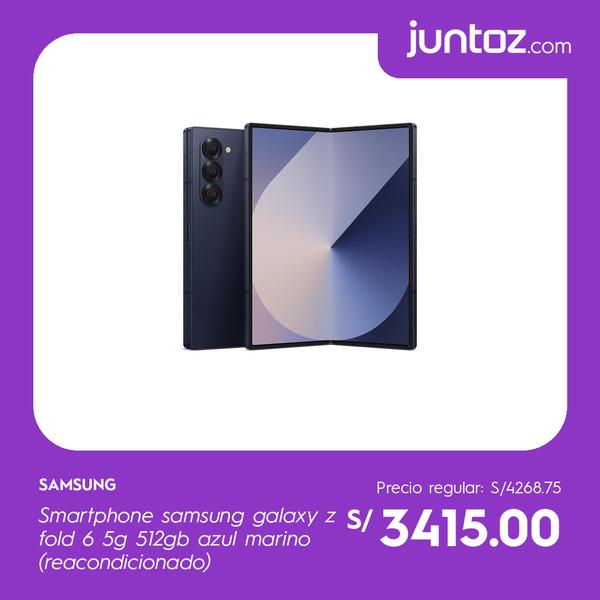 juntoz.com
SAMSUNG
Smartphone samsung galaxy z
fold 6 5g 512gb azul marino
(reacondicionado)
Precio regular: S/4268.75
S/ 3415.00